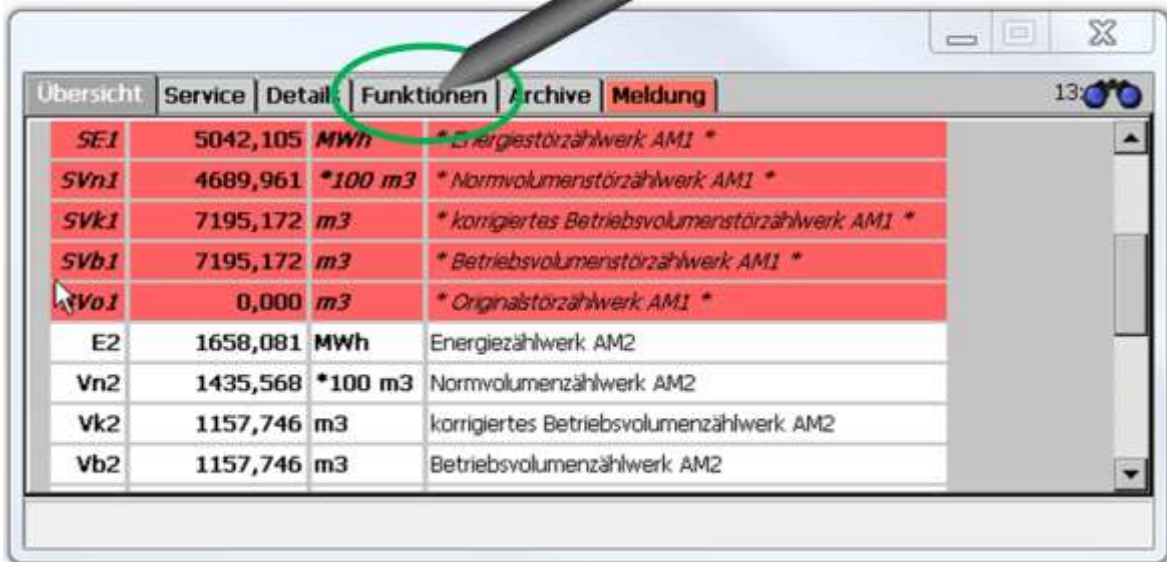 Übersicht Service Details Funktionen Archive Meldung 13:
SE1 5042,105 MWh * Energiestörzählwerk AM1 *
SVn1 4689,961 *100 m3 * Normvolumenstörzählwerk AM1 *
SVk1 7195,172 m3 * korrigiertes Betriebsvolumenstörzählwerk AM1 *
SVb1 7195,172 m3 * Betriebsvolumenstörzählwerk AM1 *
SVo1 0,000 m3 * Originalstörzählwerk AM1 *
E2 1658,081 MWh Energiezählwerk AM2
Vn2 1435,568 *100 m3 Normvolumenzählwerk AM2
Vk2 1157,746 m3 korrigiertes Betriebsvolumenzählwerk AM2
Vb2 1157,746 m3 Betriebsvolumenzählwerk AM2